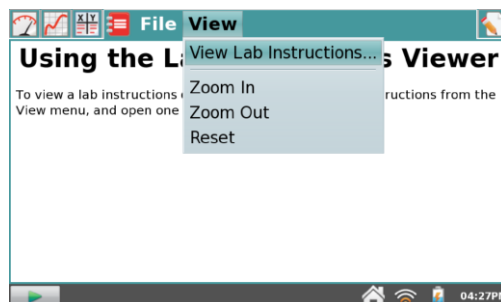 X Y
File View
Using the La s Viewer
View Lab Instructions...
To view a lab instructions ructions from the
View menu, and open one
Zoom In
Zoom Out
Reset
04:27P